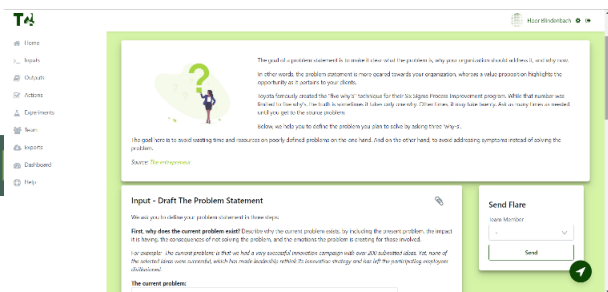 Heer Blindenbach
Home
Inputs
Outputs
Actions
Experiments
Team
Exports
Dashboard
Help
The goal of a problem statement is to make it clear what the problem is, why your organization should address it, and why now.
In other words: the problem statement is more geared towards your organization, whereas a value proposition highlights the
opportunity as it pertains to your clients.
Toyota famously created the "five why's" technique for their Six Sigma Process Improvement program. While that number was
limited to five why's, the truth is sometimes it takes only one why. Other times, it may take twenty. Ask as many times as needed
until you get to the source problem.
Below, we help you to define the problem you plan to solve by asking three 'why's'.
The goal here is to avoid wasting time and resources on poorly defined problems on the one hand. And on the other hand, to avoid addressing symptoms instead of solving the
problem.
Source: The entrepreneur
Input - Draft The Problem Statement
We ask you to define your problem statement in three steps:
First, why does the current problem exist? Describe why the current problem exists, by including the present problem, the impact
it is having, the consequences of not solving the problem, and the emotions the problem is creating for those involved.
For example: The current problem is that we had a very successful innovation campaign with over 200 submitted ideas. Yet, none of
the selected ideas were successful, which has made leadership rethink its innovation strategy and has left the participating employees
disillusioned.
The current problem:
Send Flare
Team Member
-
Send